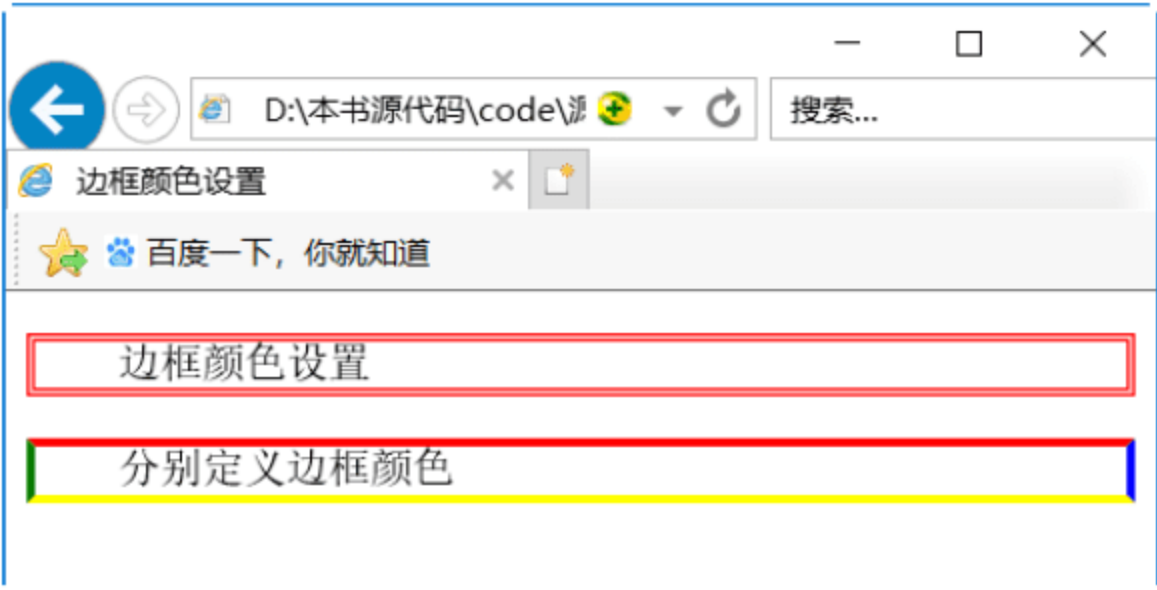 D:\本书源代码\code\源
搜索...
边框颜色设置
百度一下，你就知道
边框颜色设置
分别定义边框颜色